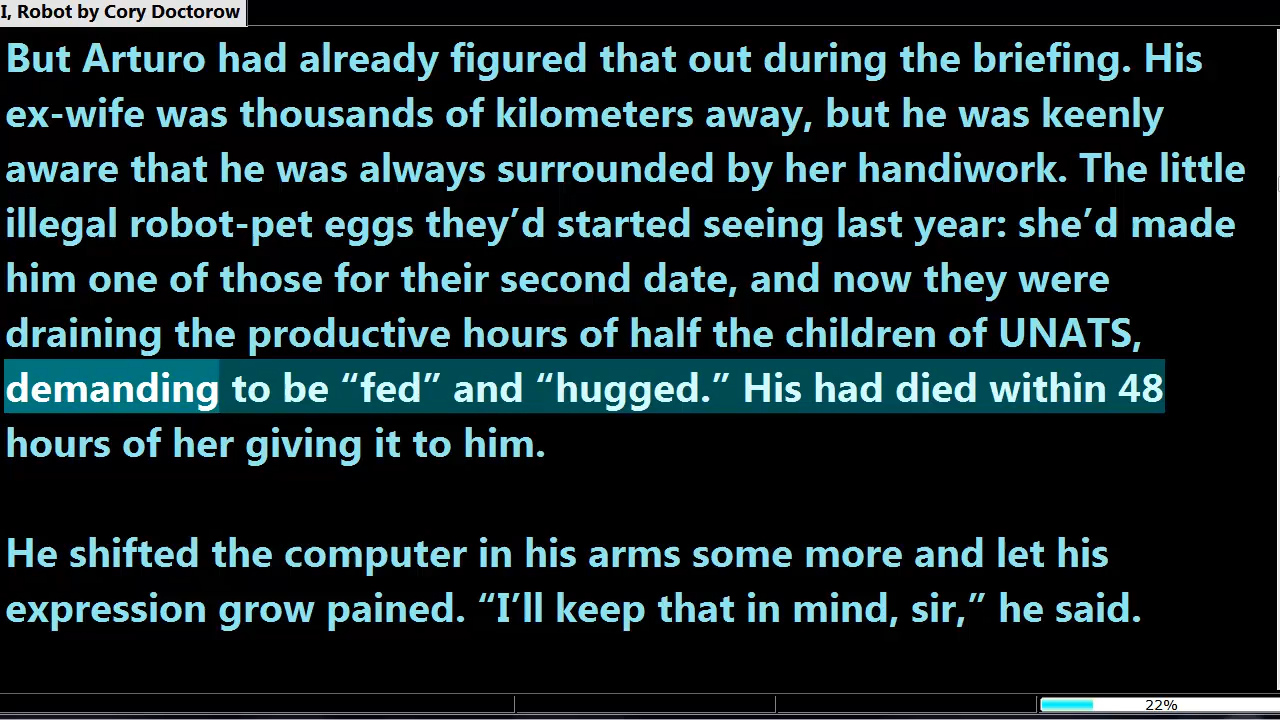 I, Robot by Cory Doctorow
But Arturo had already figured that out during the briefing. His
ex-wife was thousands of kilometers away, but he was keenly
aware that he was always surrounded by her handiwork. The little
illegal robot-pet eggs they’d started seeing last year: she’d made
him one of those for their second date, and now they were
draining the productive hours of half the children of UNATS,
demanding to be “fed” and “hugged.” His had died within 48
hours of her giving it to him.
He shifted the computer in his arms some more and let his
expression grow pained. “I’ll keep that in mind, sir,” he said.
22%